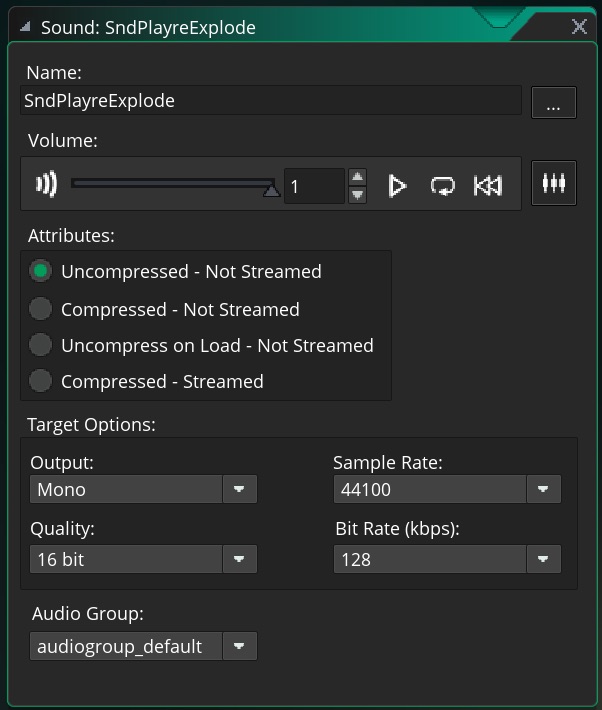 Sound: SndPlayreExplode
Name:
SndPlayreExplode
...
Volume:
1
Attributes:
Uncompressed - Not Streamed
Compressed - Not Streamed
Uncompress on Load - Not Streamed
Compressed - Streamed
Target Options:
Output: Sample Rate:
Mono 44100
Quality: Bit Rate (kbps):
16 bit 128
Audio Group:
audiogroup_default